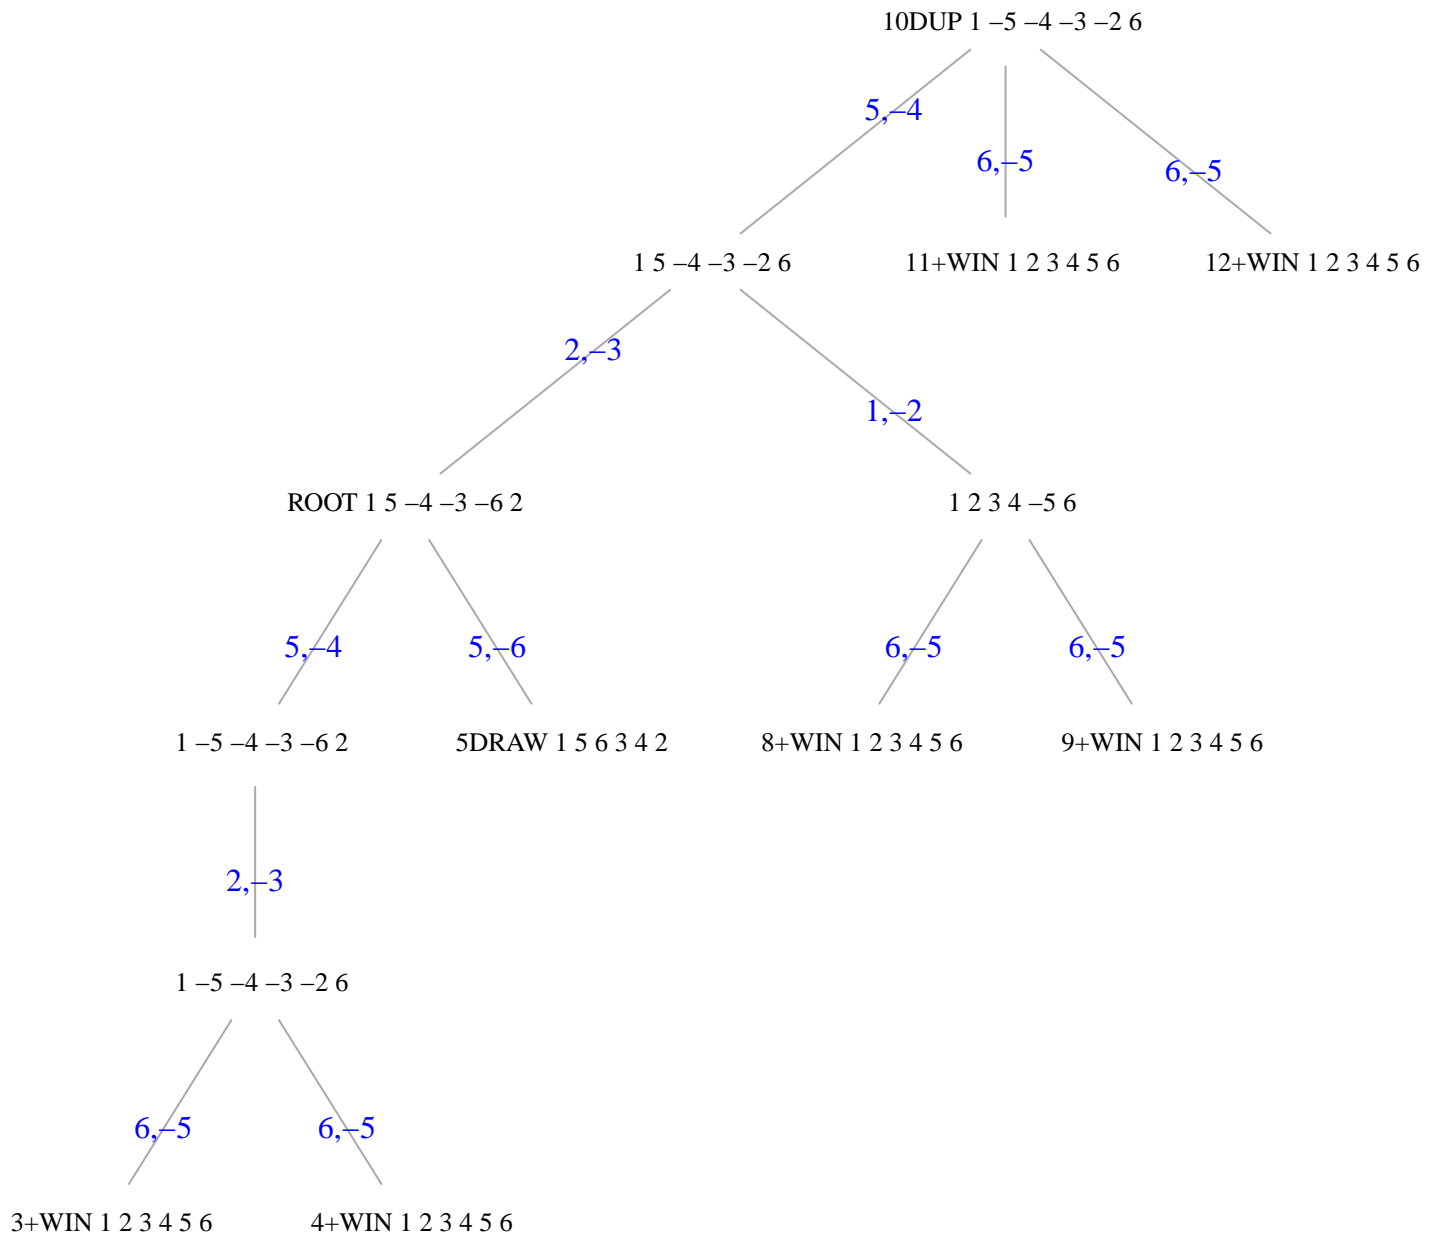 10DUP 1 –5 –4 –3 –2 6
5,–4
6,–5
6,–5
1 5 –4 –3 –2 6
11+WIN 1 2 3 4 5 6
12+WIN 1 2 3 4 5 6
2,–3
1,–2
ROOT 1 5 –4 –3 –6 2
1 2 3 4 –5 6
5,–4
5,–6
6,–5
6,–5
1 –5 –4 –3 –6 2
5DRAW 1 5 6 3 4 2
8+WIN 1 2 3 4 5 6
9+WIN 1 2 3 4 5 6
2,–3
1 –5 –4 –3 –2 6
6,–5
6,–5
3+WIN 1 2 3 4 5 6
4+WIN 1 2 3 4 5 6